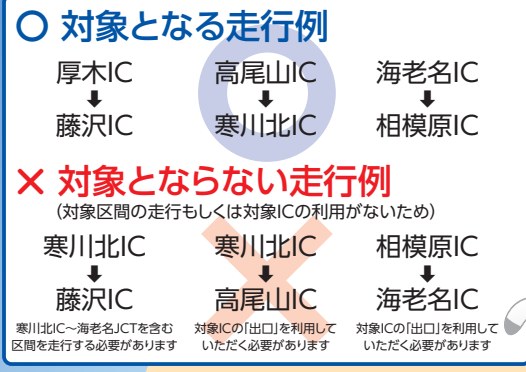 ○ 対象となる走行例
厚木IC
⬇
藤沢IC
高尾山IC
⬇
寒川北IC
海老名IC
⬇
相模原IC
× 対象とならない走行例
(対象区間の走行もしくは対象ICの利用がないため)
寒川北IC
⬇
藤沢IC
寒川北IC～海老名JCTを含む
区間を走行する必要があります
寒川北IC
⬇
高尾山IC
対象ICの「出口」を利用して
いただく必要があります
相模原IC
⬇
海老名IC
対象ICの「出口」を利用して
いただく必要があります